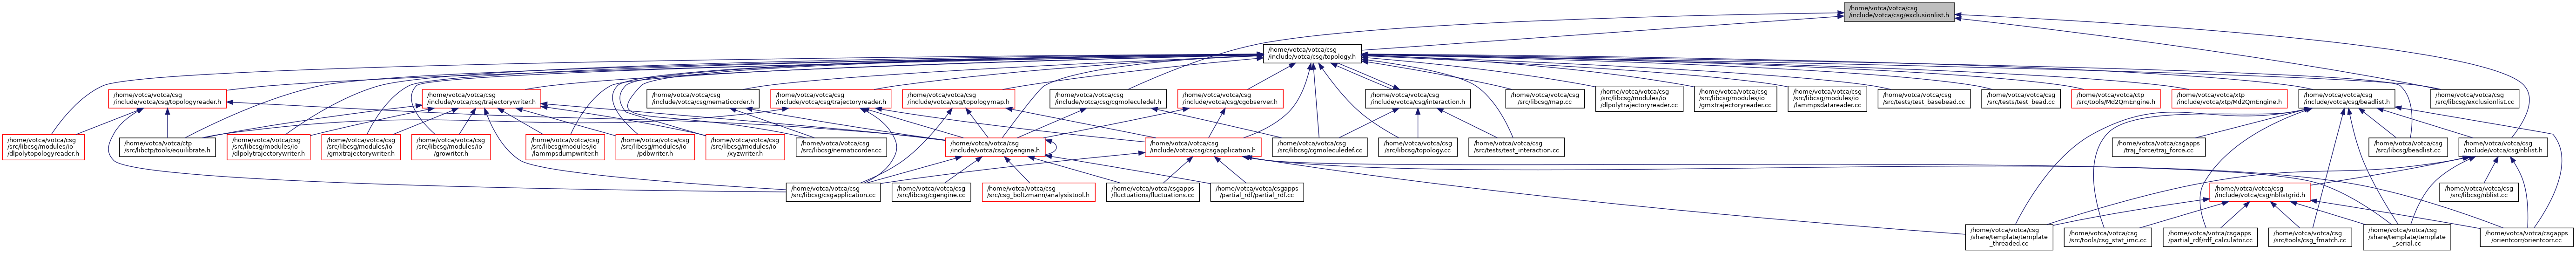 /home/votca/votca/csg
/include/votca/csg/exclusionlist.h
/home/votca/votca/csg
/include/votca/csg/topology.h
/home/votca/votca/csg
/include/votca/csg/topologyreader.h
/home/votca/votca/csg
/include/votca/csg/trajectorywriter.h
/home/votca/votca/csg
/include/votca/csg/nematicorder.h
/home/votca/votca/csg
/include/votca/csg/trajectoryreader.h
/home/votca/votca/csg
/include/votca/csg/topologymap.h
/home/votca/votca/csg
/include/votca/csg/cgmoleculedef.h
/home/votca/votca/csg
/include/votca/csg/cgobserver.h
/home/votca/votca/csg
/include/votca/csg/interaction.h
/home/votca/votca/csg
/src/libcsg/map.cc
/home/votca/votca/csg
/src/libcsg/modules/io
/dlpolytrajectoryreader.cc
/home/votca/votca/csg
/src/libcsg/modules/io
/gmxtrajectoryreader.cc
/home/votca/votca/csg
/src/libcsg/modules/io
/lammpsdatareader.cc
/home/votca/votca/csg
/src/tests/test_basebead.cc
/home/votca/votca/csg
/src/tests/test_bead.cc
/home/votca/votca/ctp
/src/tools/Md2QmEngine.h
/home/votca/votca/xtp
/include/votca/xtp/Md2QmEngine.h
/home/votca/votca/csg
/include/votca/csg/beadlist.h
/home/votca/votca/csg
/src/libcsg/exclusionlist.cc
/home/votca/votca/csg
/src/libcsg/modules/io
/dlpolytopologyreader.h
/home/votca/votca/ctp
/src/libctp/tools/equilibrate.h
/home/votca/votca/csg
/src/libcsg/modules/io
/dlpolytrajectorywriter.h
/home/votca/votca/csg
/src/libcsg/modules/io
/gmxtrajectorywriter.h
/home/votca/votca/csg
/src/libcsg/modules/io
/growriter.h
/home/votca/votca/csg
/src/libcsg/modules/io
/lammpsdumpwriter.h
/home/votca/votca/csg
/src/libcsg/modules/io
/pdbwriter.h
/home/votca/votca/csg
/src/libcsg/modules/io
/xyzwriter.h
/home/votca/votca/csg
/src/libcsg/nematicorder.cc
/home/votca/votca/csg
/include/votca/csg/cgengine.h
/home/votca/votca/csg
/include/votca/csg/csgapplication.h
/home/votca/votca/csg
/src/libcsg/cgmoleculedef.cc
/home/votca/votca/csg
/src/libcsg/topology.cc
/home/votca/votca/csg
/src/tests/test_interaction.cc
/home/votca/votca/csgapps
/traj_force/traj_force.cc
/home/votca/votca/csg
/src/libcsg/beadlist.cc
/home/votca/votca/csg
/include/votca/csg/nblist.h
/home/votca/votca/csg
/src/libcsg/csgapplication.cc
/home/votca/votca/csg
/src/libcsg/cgengine.cc
/home/votca/votca/csg
/src/csg_boltzmann/analysistool.h
/home/votca/votca/csgapps
/fluctuations/fluctuations.cc
/home/votca/votca/csgapps
/partial_rdf/partial_rdf.cc
/home/votca/votca/csg
/include/votca/csg/nblistgrid.h
/home/votca/votca/csg
/src/libcsg/nblist.cc
/home/votca/votca/csg
/share/template/template
_threaded.cc
/home/votca/votca/csg
/src/tools/csg_stat_imc.cc
/home/votca/votca/csgapps
/partial_rdf/rdf_calculator.cc
/home/votca/votca/csg
/src/tools/csg_fmatch.cc
/home/votca/votca/csg
/share/template/template
_serial.cc
/home/votca/votca/csgapps
/orientcorr/orientcorr.cc